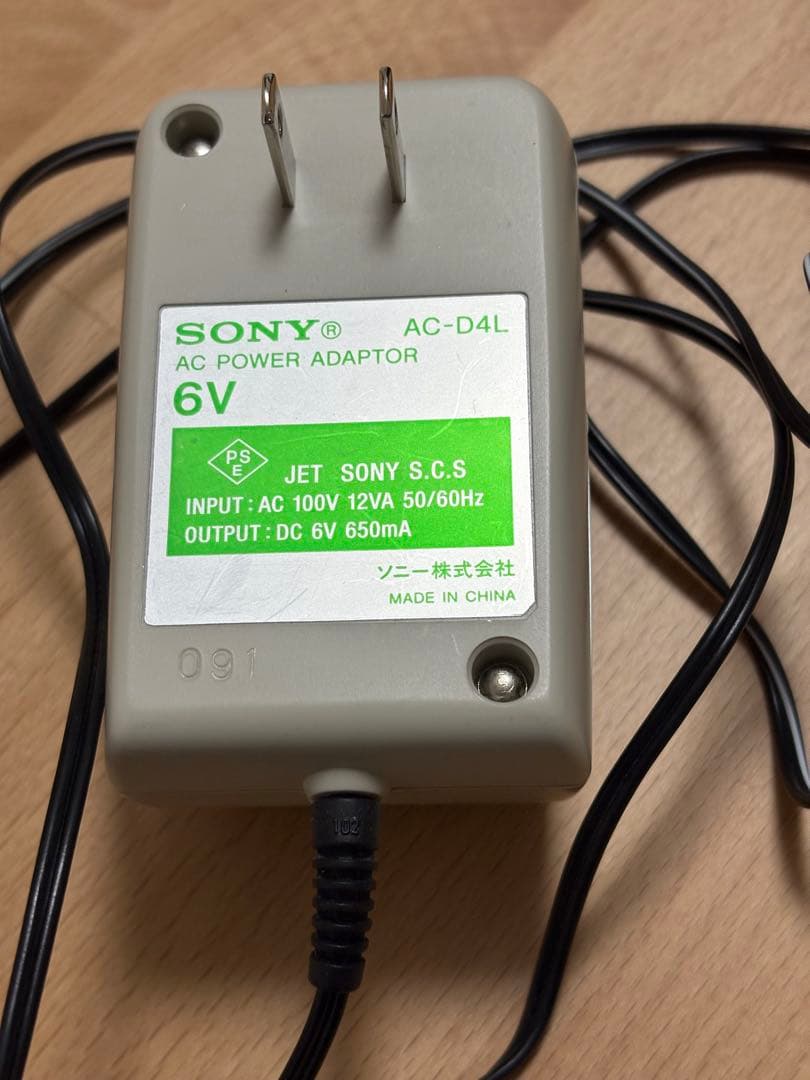 SONY® AC-D4L
AC POWER ADAPTOR
6V
PS
E
JET SONY S.C.S
INPUT : AC 100V 12VA 50/60Hz
OUTPUT : DC 6V 650mA
ソニー株式会社
MADE IN CHINA
091
102